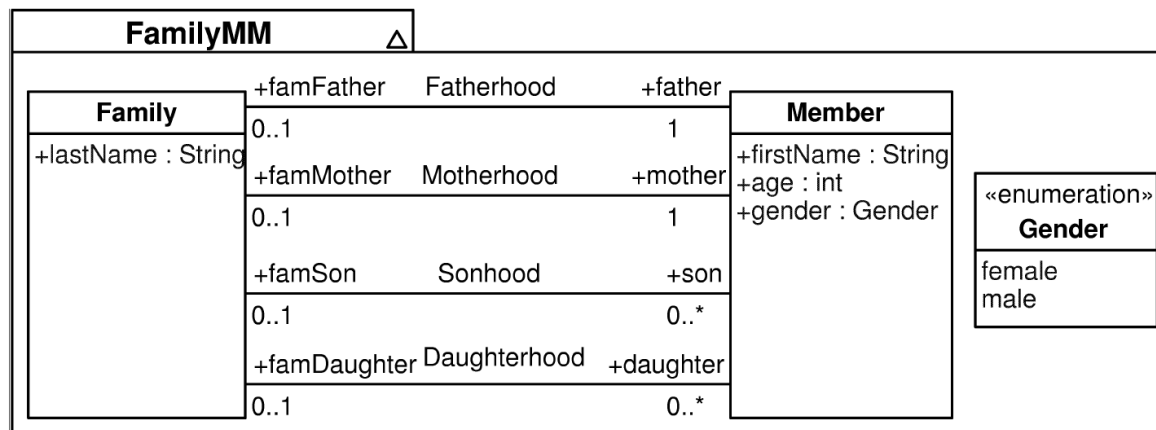 FamilyMM
+famFather Fatherhood +father
Family
0..1 1
Member
+lastName : String
+firstName : String
+famMother Motherhood +mother
+age : int
0..1 1
+gender : Gender
«enumeration»
Gender
+famSon Sonhood +son
female
0..1 0..*
male
+famDaughter Daughterhood +daughter
0..1 0..*